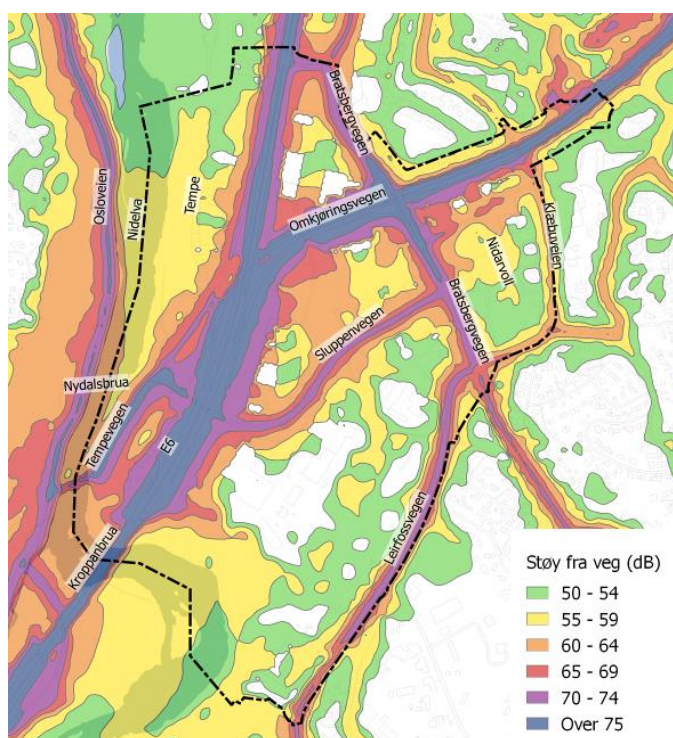 Bratsbergvegen
Osloveien
Nidelva
Tempe
Omkjøringsvegen
Klæbuveien
Nidarvoll
Bratsbergvegen
Sluppenvegen
Nydalsbrua
Tempevegen
E6
Kroppanbrua
Leirfossvegen
Støy fra veg (dB)
50 - 54
55 - 59
60 - 64
65 - 69
70 - 74
Over 75